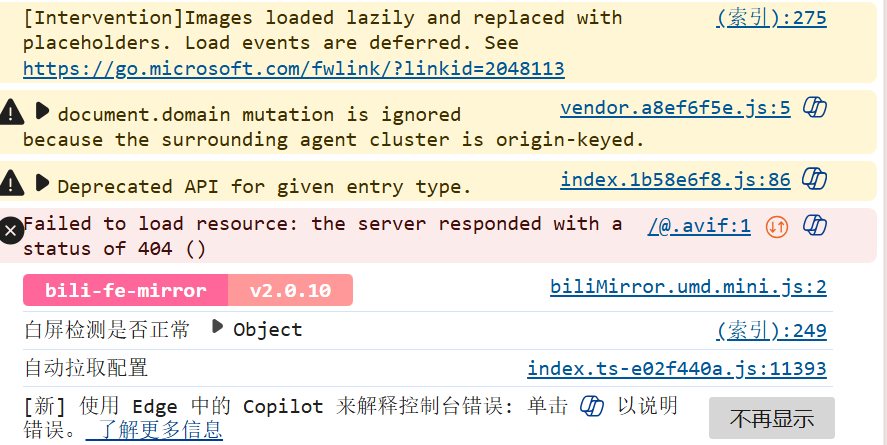 [Intervention]Images loaded lazily and replaced with (索引):275
placeholders. Load events are deferred. See
https://go.microsoft.com/fwlink/?linkid=2048113
document.domain mutation is ignored vendor.a8ef6f5e.js:5
because the surrounding agent cluster is origin-keyed.
Deprecated API for given entry type. index.1b58e6f8.js:86
Failed to load resource: the server responded with a /@.avif:1
status of 404 ()
bili-fe-mirror v2.0.10 biliMirror.umd.mini.js:2
白屏检测是否正常 Object (索引):249
自动拉取配置 index.ts-e02f440a.js:11393
[新] 使用 Edge 中的 Copilot 来解释控制台错误: 单击 以说明
错误。 了解更多信息 不再显示